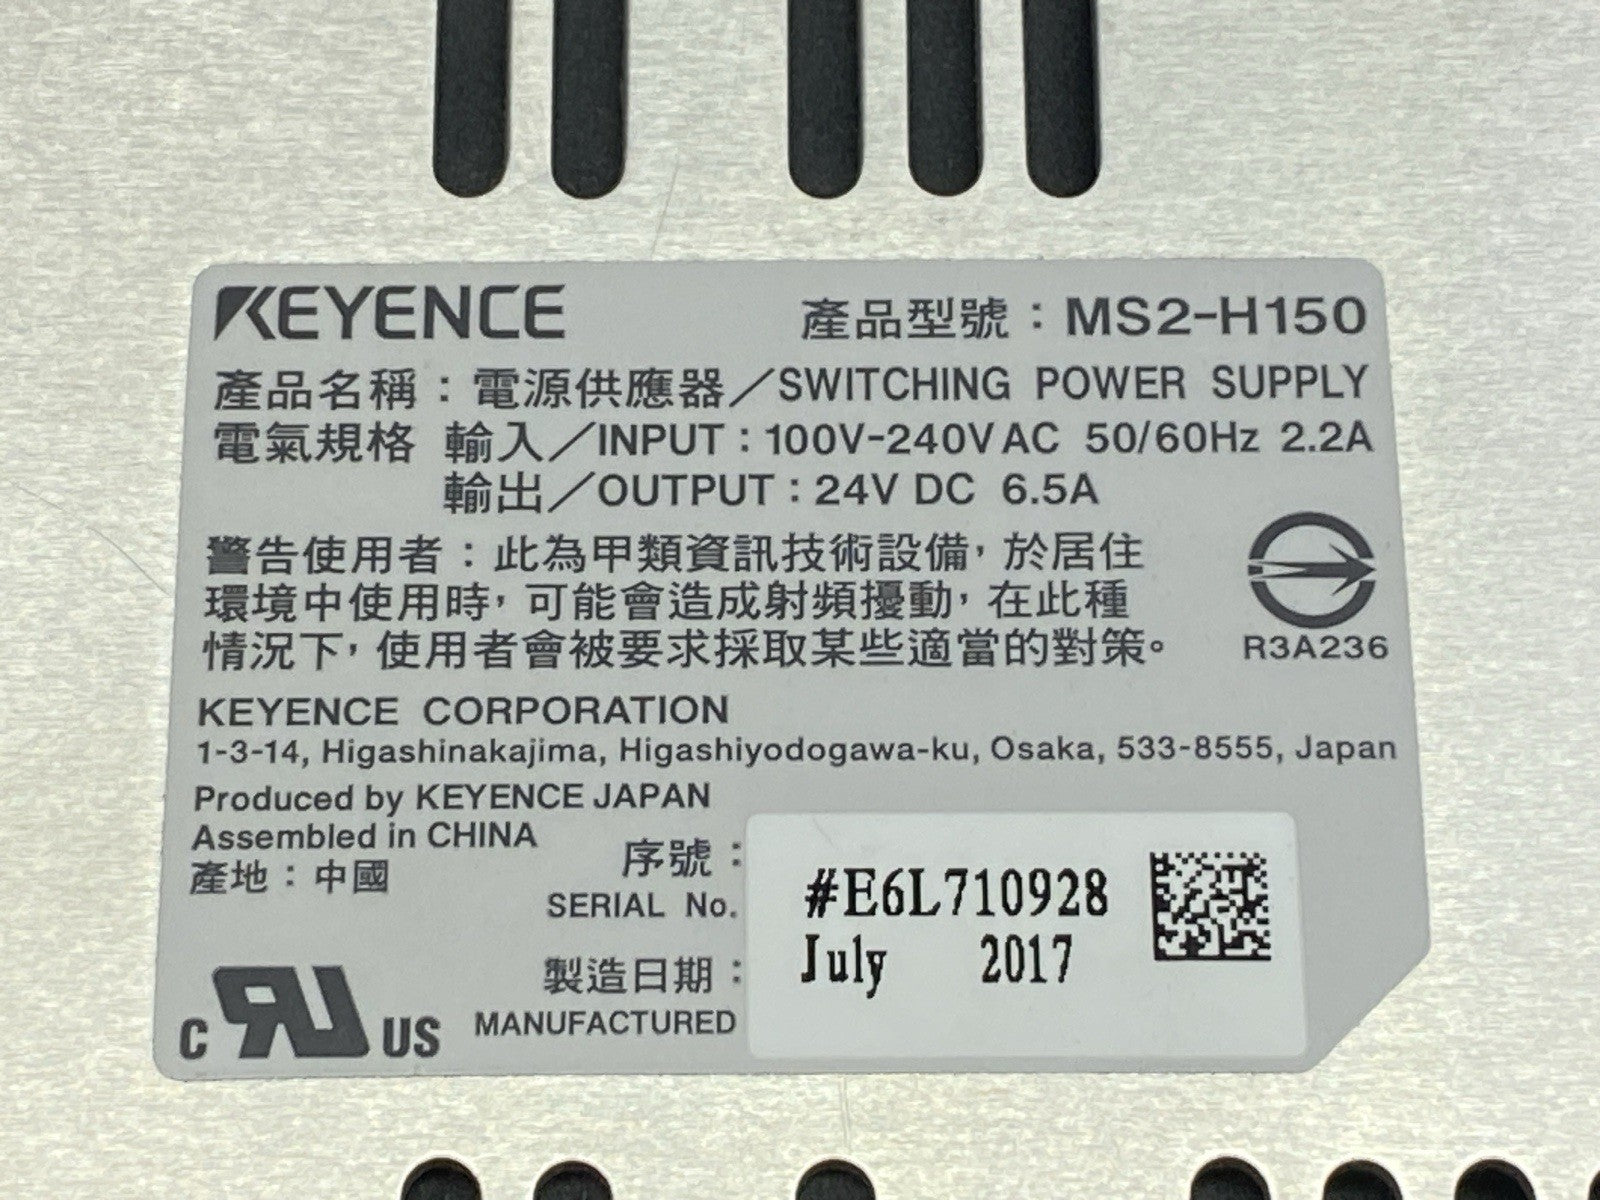 KEYENCE 產品型號：MS2-H150
產品名稱：電源供應器／SWITCHING POWER SUPPLY
電氣規格 輸入／INPUT：100V-240V AC 50/60Hz 2.2A
輸出／OUTPUT：24V DC 6.5A
警告使用者：此為甲類資訊技術設備，於居住
環境中使用時，可能會造成射頻擾動，在此種
情況下，使用者會被要求採取某些適當的對策。
R3A236
KEYENCE CORPORATION
1-3-14, Higashinakajima, Higashiyodogawa-ku, Osaka, 533-8555, Japan
Produced by KEYENCE JAPAN
Assembled in CHINA
產地：中國
序號：
SERIAL No.
#E6L710928
July 2017
製造日期：
MANUFACTURED
C RU US